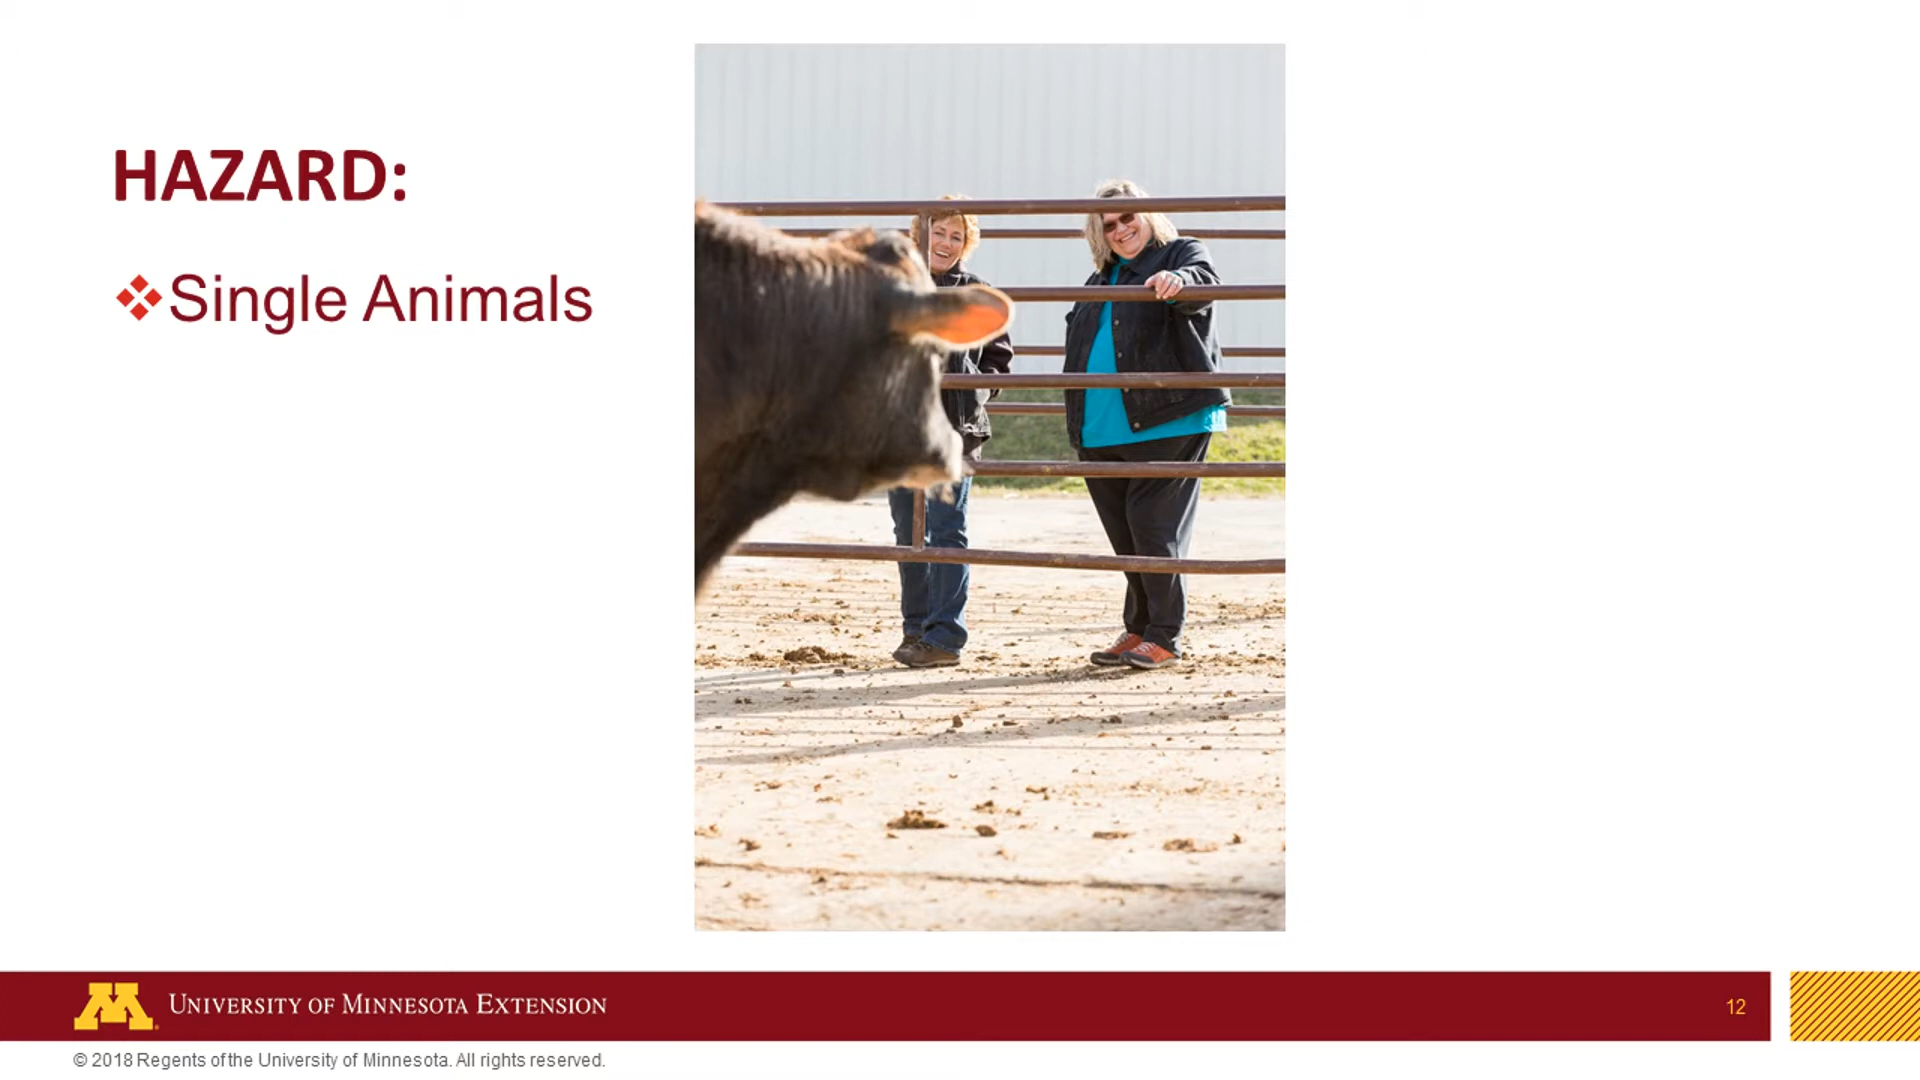 HAZARD:
❖Single Animals
UNIVERSITY OF MINNESOTA EXTENSION
12
© 2018 Regents of the University of Minnesota. All rights reserved.